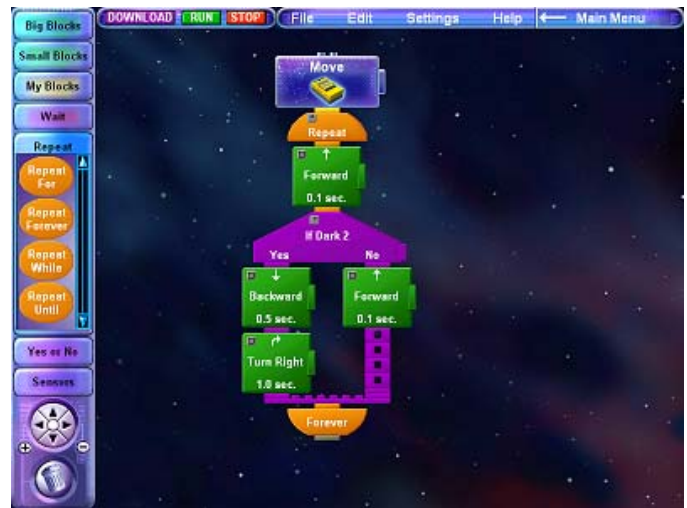 DOWNLOAD RUN STOP File Edit Settings Help Main Menu
Big Blocks
Small Blocks
My Blocks
Wait
Repeat
Repeat
For
Repeat
Forever
Repeat
While
Repeat
Until
Yes or No
Sensors
Move
Repeat
Forward
0.1 sec.
If Dark 2
Yes No
Backward
0.5 sec.
Forward
0.1 sec.
Turn Right
1.0 sec.
Forever